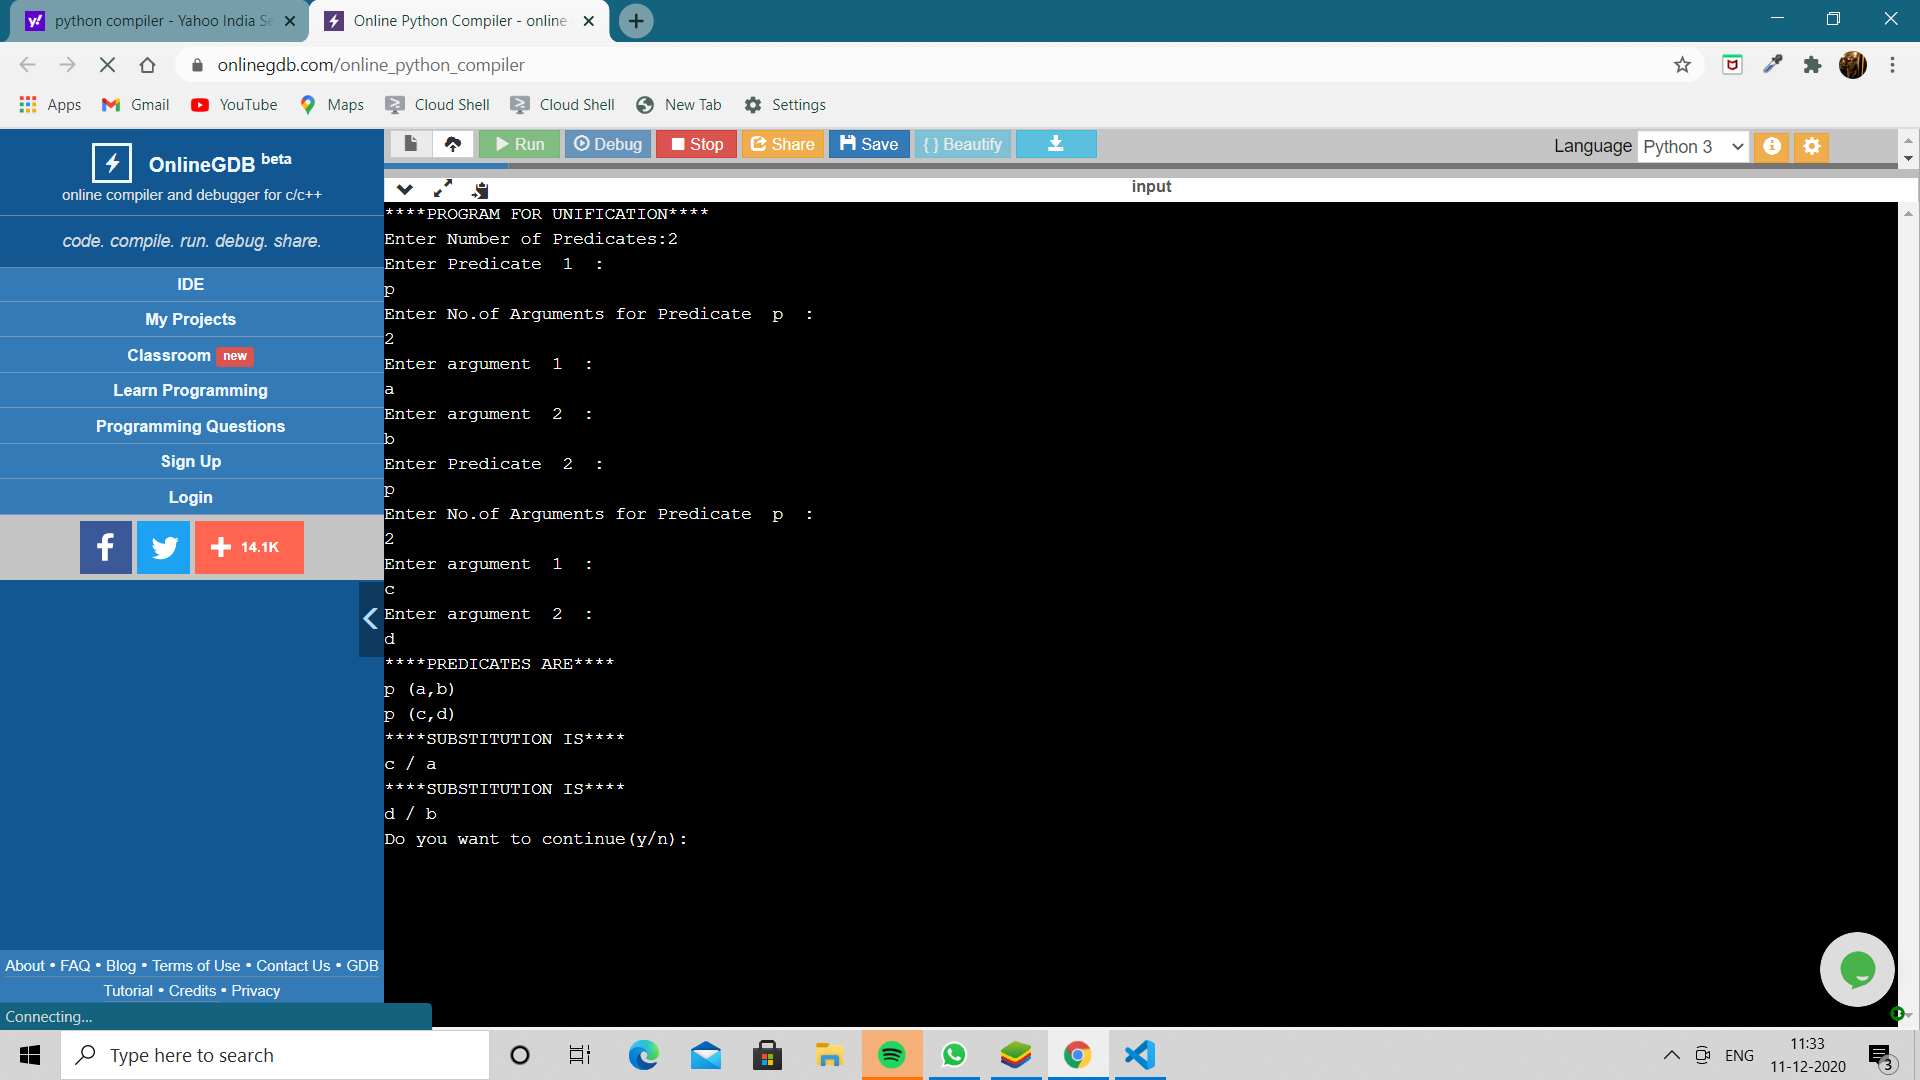 python compiler - Yahoo India Se
Online Python Compiler - online
onlinegdb.com/online_python_compiler
Apps Gmail YouTube Maps Cloud Shell Cloud Shell New Tab Settings
OnlineGDB beta
online compiler and debugger for c/c++
code. compile. run. debug. share.
IDE
My Projects
Classroom new
Learn Programming
Programming Questions
Sign Up
Login
14.1K
About • FAQ • Blog • Terms of Use • Contact Us • GDB
Tutorial • Credits • Privacy
Connecting...
Run Debug Stop Share Save { } Beautify
Language Python 3
input
****PROGRAM FOR UNIFICATION****
Enter Number of Predicates:2
Enter Predicate  1  :
p
Enter No.of Arguments for Predicate  p  :
2
Enter argument  1  :
a
Enter argument  2  :
b
Enter Predicate  2  :
p
Enter No.of Arguments for Predicate  p  :
2
Enter argument  1  :
c
Enter argument  2  :
d
****PREDICATES ARE****
p (a,b)
p (c,d)
****SUBSTITUTION IS****
c / a
****SUBSTITUTION IS****
d / b
Do you want to continue(y/n):
Type here to search
ENG
11:33
11-12-2020
3